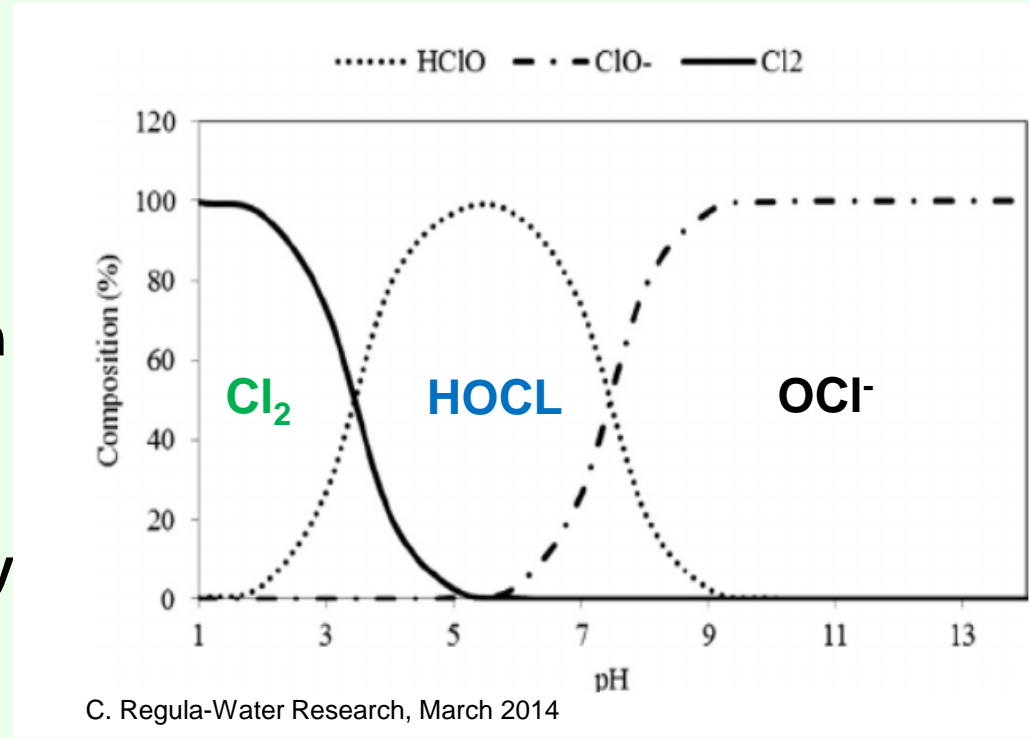 HClO ClO- Cl2
120
100
80
60
40
20
0
Composition (%)
Cl₂ HOCL OCl⁻
1 3 5 7 9 11 13
pH
C. Regula-Water Research, March 2014